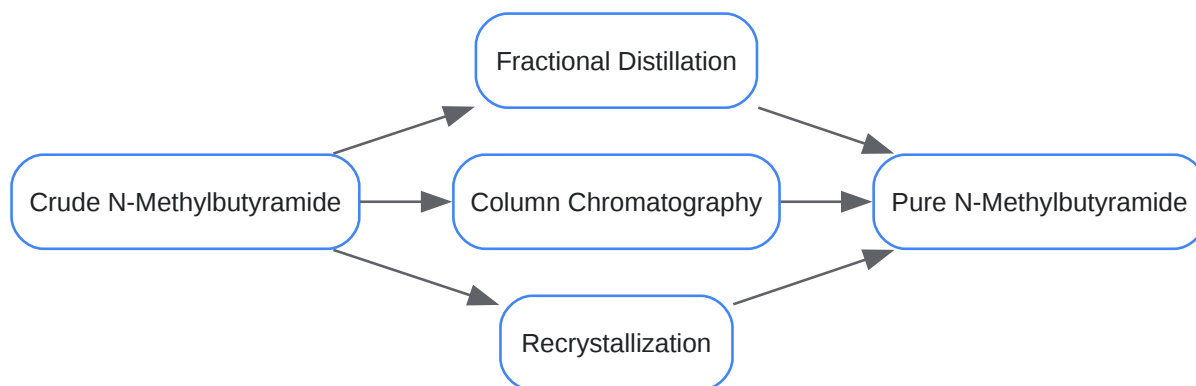 Fractional Distillation
Crude N-Methylbutyramide
Column Chromatography
Pure N-Methylbutyramide
Recrystallization